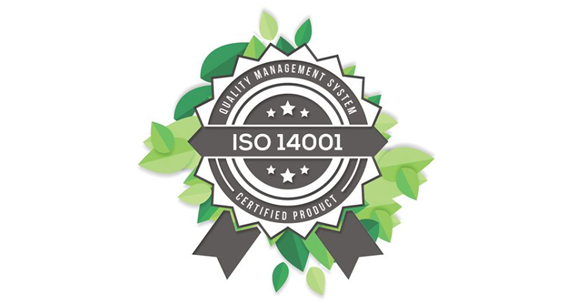 QUALITY MANAGEMENT SYSTEM
ISO 14001
CERTIFIED PRODUCT